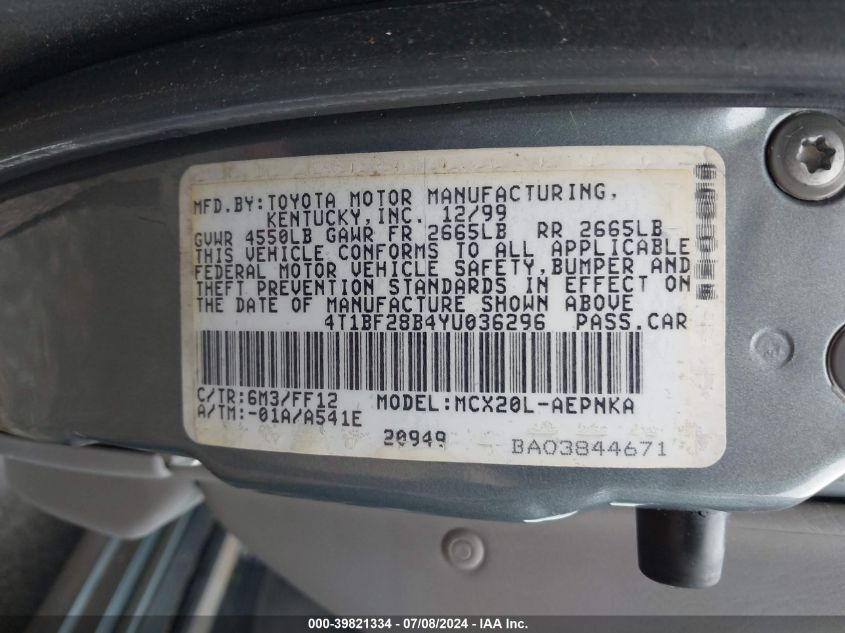 MFD.BY:TOYOTA MOTOR MANUFACTURING,
KENTUCKY,INC. 12/99
GVWR 4550LB GAWR FR 2665LB RR 2665LB
THIS VEHICLE CONFORMS TO ALL APPLICABLE
FEDERAL MOTOR VEHICLE SAFETY,BUMPER AND
THEFT PREVENTION STANDARDS IN EFFECT ON
THE DATE OF MANUFACTURE SHOWN ABOVE
4T1BF28B4YU036296 PASS.CAR
C/TR:6M3/FF12 MODEL:MCX20L-AEPNKA
A/TM:-01A/A541E
20949 BA03844671
000-39821334 - 07/08/2024 - IAA Inc.